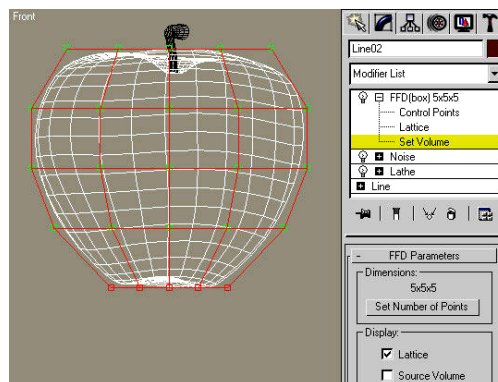 Front
Line02
Modifier List
FFD(box) 5x5x5
Control Points
Lattice
Set Volume
Noise
Lathe
Line
- FFD Parameters
Dimensions:
5x5x5
Set Number of Points
Display:
Lattice
Source Volume